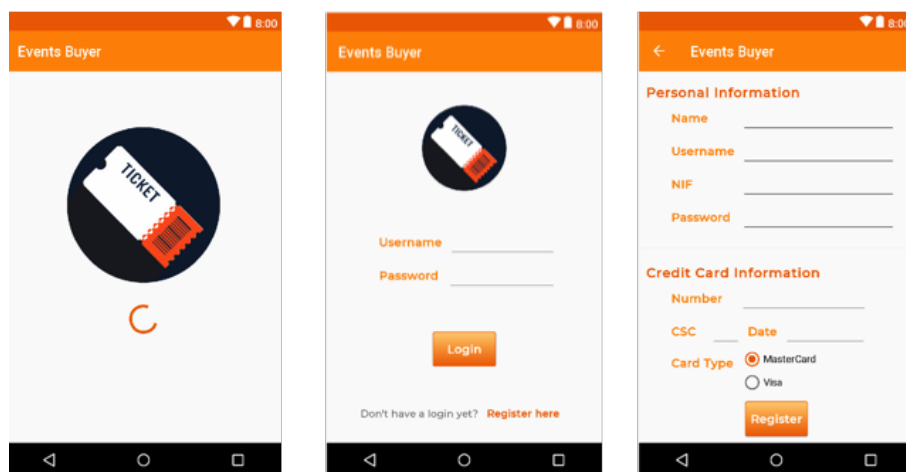 8:00
Events Buyer
TICKET
8:00
Events Buyer
TICKET
Username
Password
Login
Don't have a login yet? Register here
8:00
Events Buyer
Personal Information
Name
Username
NIF
Password
Credit Card Information
Number
CSC Date
Card Type MasterCard
Visa
Register